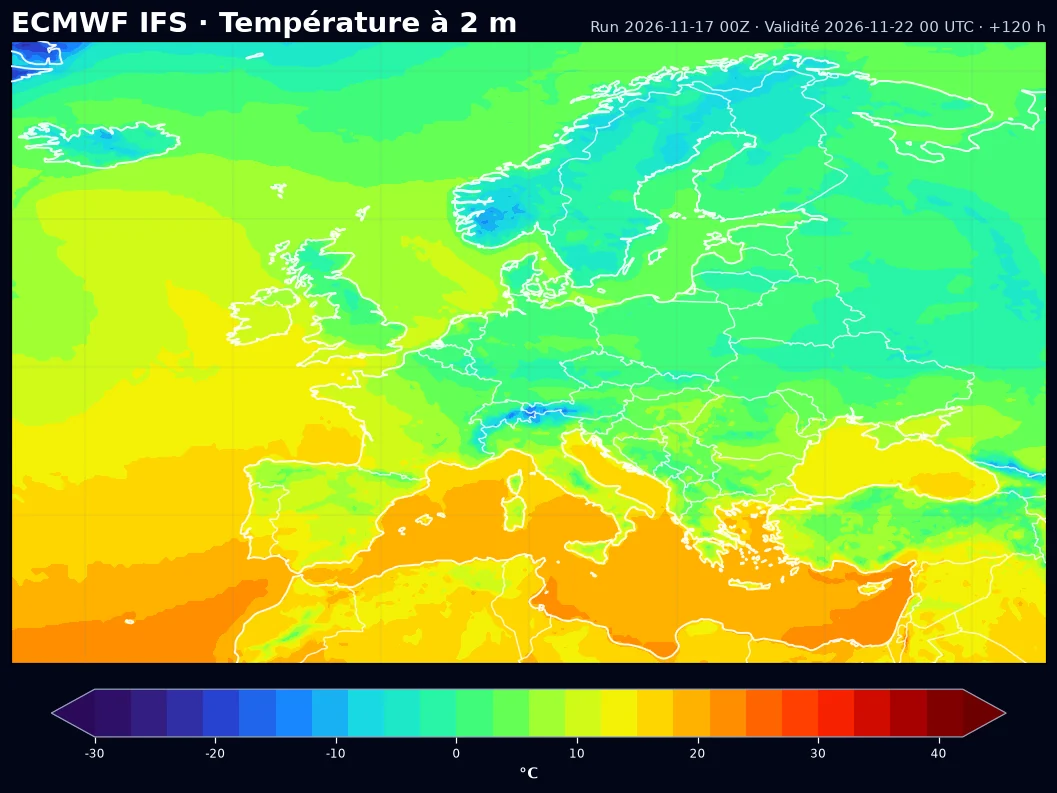 ECMWF IFS · Température à 2 m
Run 2026-11-17 00Z · Validité 2026-11-22 00 UTC · +120 h
-30 -20 -10 0 10 20 30 40
°C